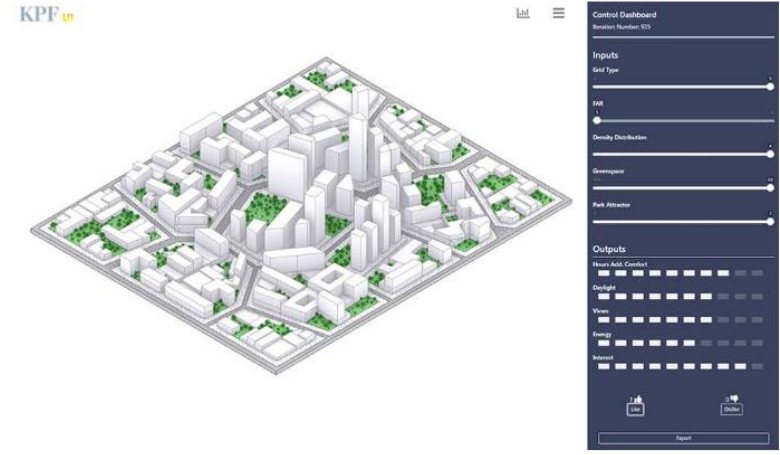 KPF UI
Control Dashboard
Iteration Number: 935
Inputs
Grid Type
FAR
Density Distribution
Greenspace
Park Attractor
Outputs
Hours Add. Comfort
Daylight
Views
Energy
Interest
Like
Dislike
Export